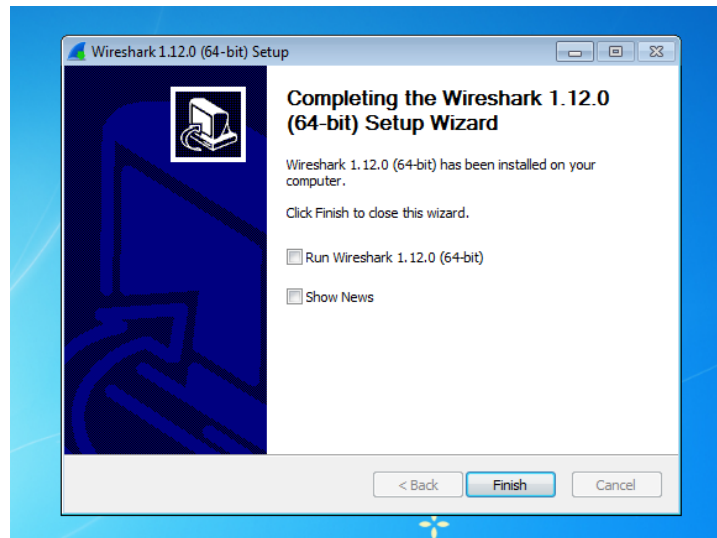 Wireshark 1.12.0 (64-bit) Setup
Completing the Wireshark 1.12.0
(64-bit) Setup Wizard
Wireshark 1.12.0 (64-bit) has been installed on your
computer.
Click Finish to close this wizard.
Run Wireshark 1.12.0 (64-bit)
Show News
< Back Finish Cancel